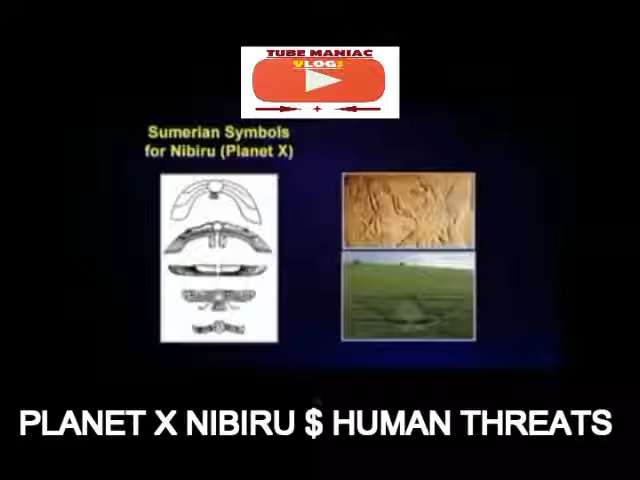 TUBE MANIAC
VLOGS
Sumerian Symbols
for Nibiru (Planet X)
PLANET X NIBIRU $ HUMAN THREATS